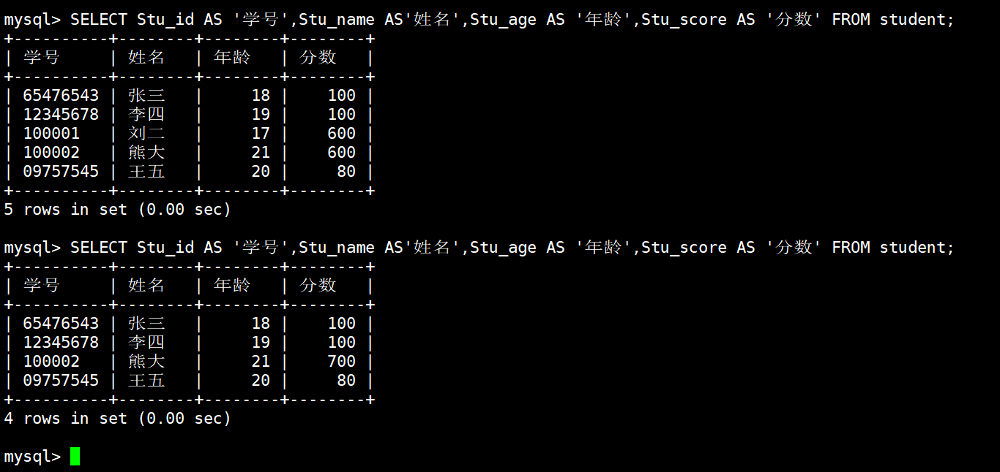 mysql> SELECT Stu_id AS '学号',Stu_name AS'姓名',Stu_age AS '年龄',Stu_score AS '分数' FROM student;
+----------+--------+--------+--------+
| 学号     | 姓名   | 年龄   | 分数   |
+----------+--------+--------+--------+
| 65476543 | 张三   |     18 |    100 |
| 12345678 | 李四   |     19 |    100 |
| 100001   | 刘二   |     17 |    600 |
| 100002   | 熊大   |     21 |    600 |
| 09757545 | 王五   |     20 |     80 |
+----------+--------+--------+--------+
5 rows in set (0.00 sec)
mysql> SELECT Stu_id AS '学号',Stu_name AS'姓名',Stu_age AS '年龄',Stu_score AS '分数' FROM student;
+----------+--------+--------+--------+
| 学号     | 姓名   | 年龄   | 分数   |
+----------+--------+--------+--------+
| 65476543 | 张三   |     18 |    100 |
| 12345678 | 李四   |     19 |    100 |
| 100002   | 熊大   |     21 |    700 |
| 09757545 | 王五   |     20 |     80 |
+----------+--------+--------+--------+
4 rows in set (0.00 sec)
mysql>